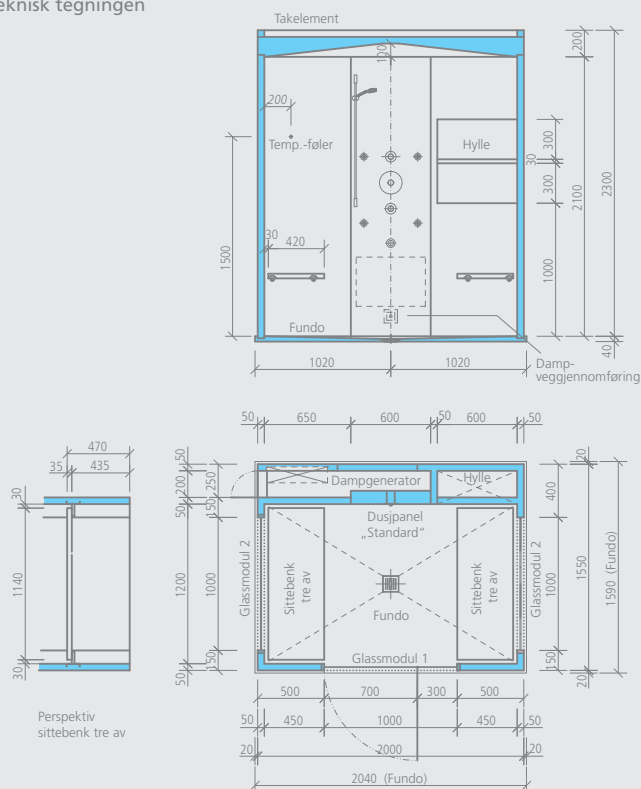 eknisk tegningen
Takelement
200
100
200
Temp.-føler
Hylle
30
300
300
2300
2100
1500
30
420
1000
Fundo
40
1020
1020
Damp-
veggjennomføring
470
35
435
30
1140
30
Perspektiv
sittebenk tre av
50
650
600
50
600
50
50
200
50
1200
50
250
150
1000
150
Dampgenerator
Hylle
Dusjpanel
„Standard“
Glassmodul 2
Sittebenk
tre av
Fundo
Sittebenk
tre av
Glassmodul 2
Glassmodul 1
20
400
1000
150
1550
1590 (Fundo)
20
500
700
300
500
50
450
1000
450
50
20
2000
20
2040 (Fundo)